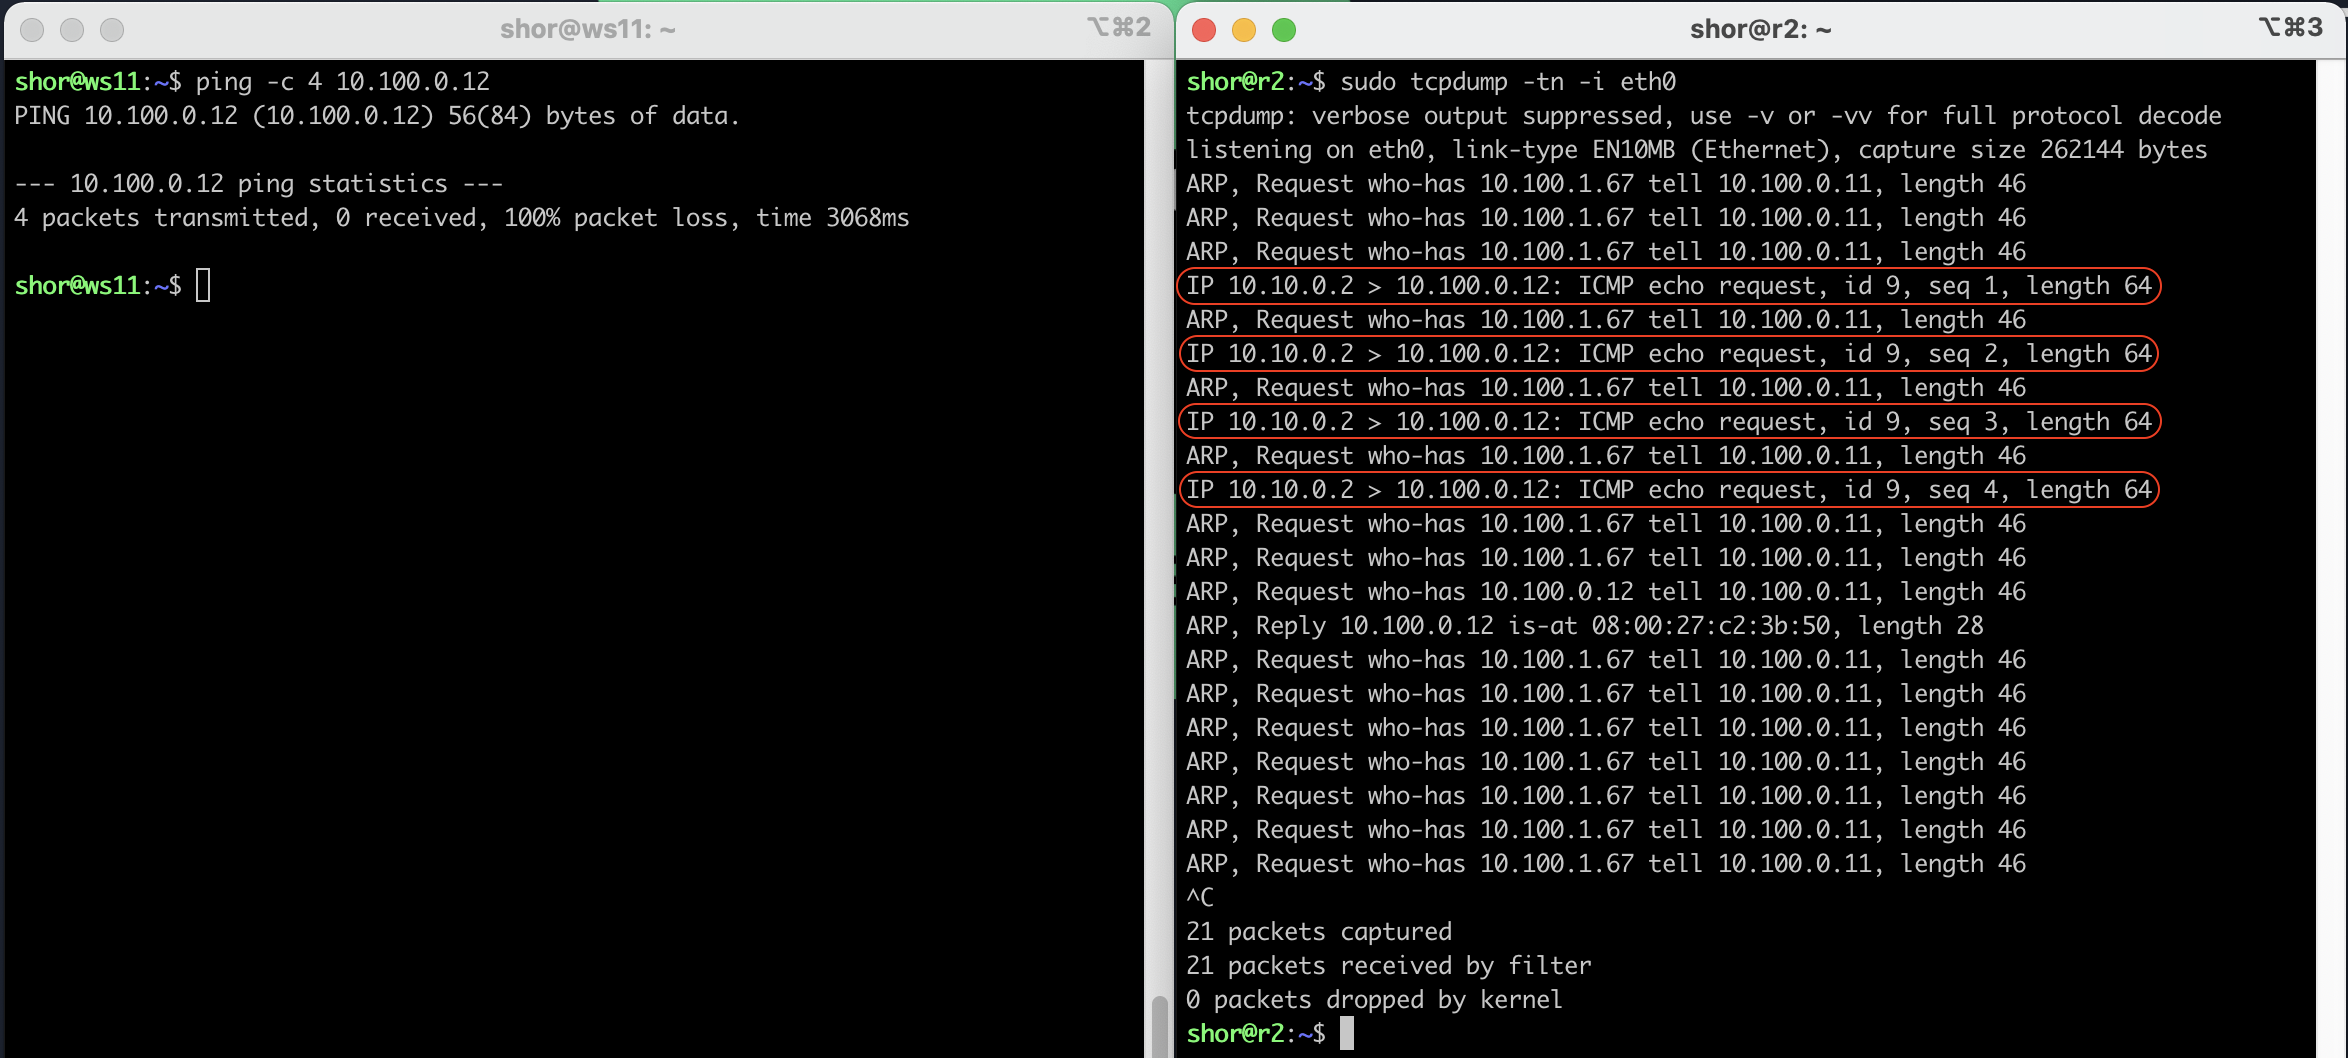 shor@ws11: ~
⌥⌘2
shor@ws11:~$ ping -c 4 10.100.0.12
PING 10.100.0.12 (10.100.0.12) 56(84) bytes of data.
--- 10.100.0.12 ping statistics ---
4 packets transmitted, 0 received, 100% packet loss, time 3068ms
shor@ws11:~$
shor@r2: ~
⌥⌘3
shor@r2:~$ sudo tcpdump -tn -i eth0
tcpdump: verbose output suppressed, use -v or -vv for full protocol decode
listening on eth0, link-type EN10MB (Ethernet), capture size 262144 bytes
ARP, Request who-has 10.100.1.67 tell 10.100.0.11, length 46
ARP, Request who-has 10.100.1.67 tell 10.100.0.11, length 46
ARP, Request who-has 10.100.1.67 tell 10.100.0.11, length 46
IP 10.10.0.2 > 10.100.0.12: ICMP echo request, id 9, seq 1, length 64
ARP, Request who-has 10.100.1.67 tell 10.100.0.11, length 46
IP 10.10.0.2 > 10.100.0.12: ICMP echo request, id 9, seq 2, length 64
ARP, Request who-has 10.100.1.67 tell 10.100.0.11, length 46
IP 10.10.0.2 > 10.100.0.12: ICMP echo request, id 9, seq 3, length 64
ARP, Request who-has 10.100.1.67 tell 10.100.0.11, length 46
IP 10.10.0.2 > 10.100.0.12: ICMP echo request, id 9, seq 4, length 64
ARP, Request who-has 10.100.1.67 tell 10.100.0.11, length 46
ARP, Request who-has 10.100.1.67 tell 10.100.0.11, length 46
ARP, Request who-has 10.100.0.12 tell 10.100.0.11, length 46
ARP, Reply 10.100.0.12 is-at 08:00:27:c2:3b:50, length 28
ARP, Request who-has 10.100.1.67 tell 10.100.0.11, length 46
ARP, Request who-has 10.100.1.67 tell 10.100.0.11, length 46
ARP, Request who-has 10.100.1.67 tell 10.100.0.11, length 46
ARP, Request who-has 10.100.1.67 tell 10.100.0.11, length 46
ARP, Request who-has 10.100.1.67 tell 10.100.0.11, length 46
ARP, Request who-has 10.100.1.67 tell 10.100.0.11, length 46
ARP, Request who-has 10.100.1.67 tell 10.100.0.11, length 46
^C
21 packets captured
21 packets received by filter
0 packets dropped by kernel
shor@r2:~$